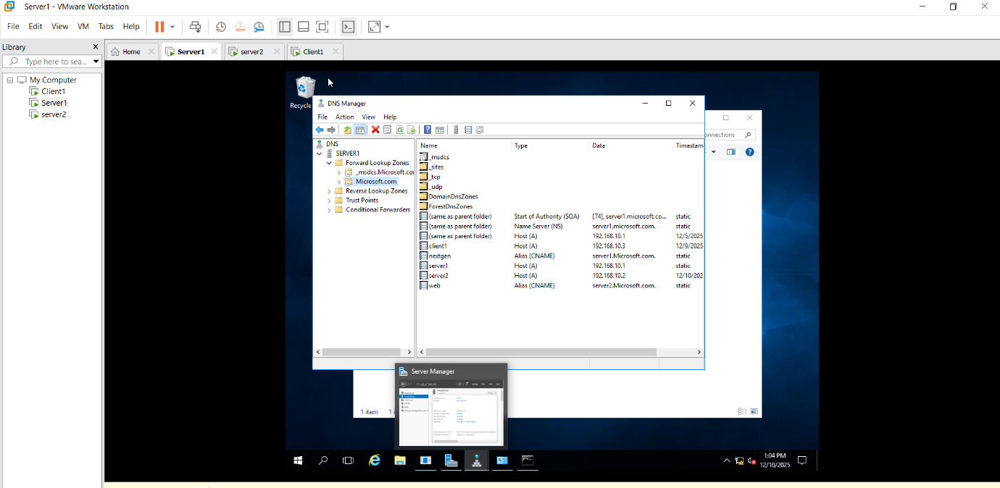 Server1 - VMware Workstation
File Edit View VM Tabs Help
Library
Type here to sea...
My Computer
Client1
Server1
server2
Home
Server1
server2
Client1
Recycle
DNS Manager
File Action View Help
DNS
SERVER1
Forward Lookup Zones
_msdcs.Microsoft.co
Microsoft.com
Reverse Lookup Zones
Trust Points
Conditional Forwarders
Name Type Data Timestam
_msdcs
_sites
_tcp
_udp
DomainDnsZones
ForestDnsZones
(same as parent folder) Start of Authority (SOA) [74], server1.microsoft.co... static
(same as parent folder) Name Server (NS) server1.microsoft.com. static
(same as parent folder) Host (A) 192.168.10.1 12/5/2025
client1 Host (A) 192.168.10.3 12/9/2025
nextgen Alias (CNAME) server1.Microsoft.com. static
server1 Host (A) 192.168.10.1 static
server2 Host (A) 192.168.10.2 12/10/202
web Alias (CNAME) server2.Microsoft.com. static
onnections
Server Manager
Local Server
1 item 1 i
1:04 PM
12/10/2025